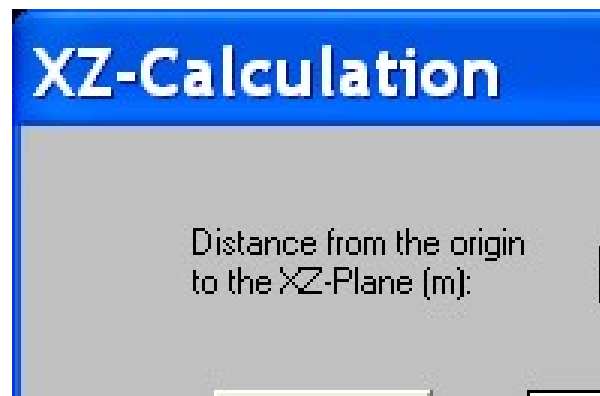 XZ-Calculation
Distance from the origin
to the XZ-Plane (m):